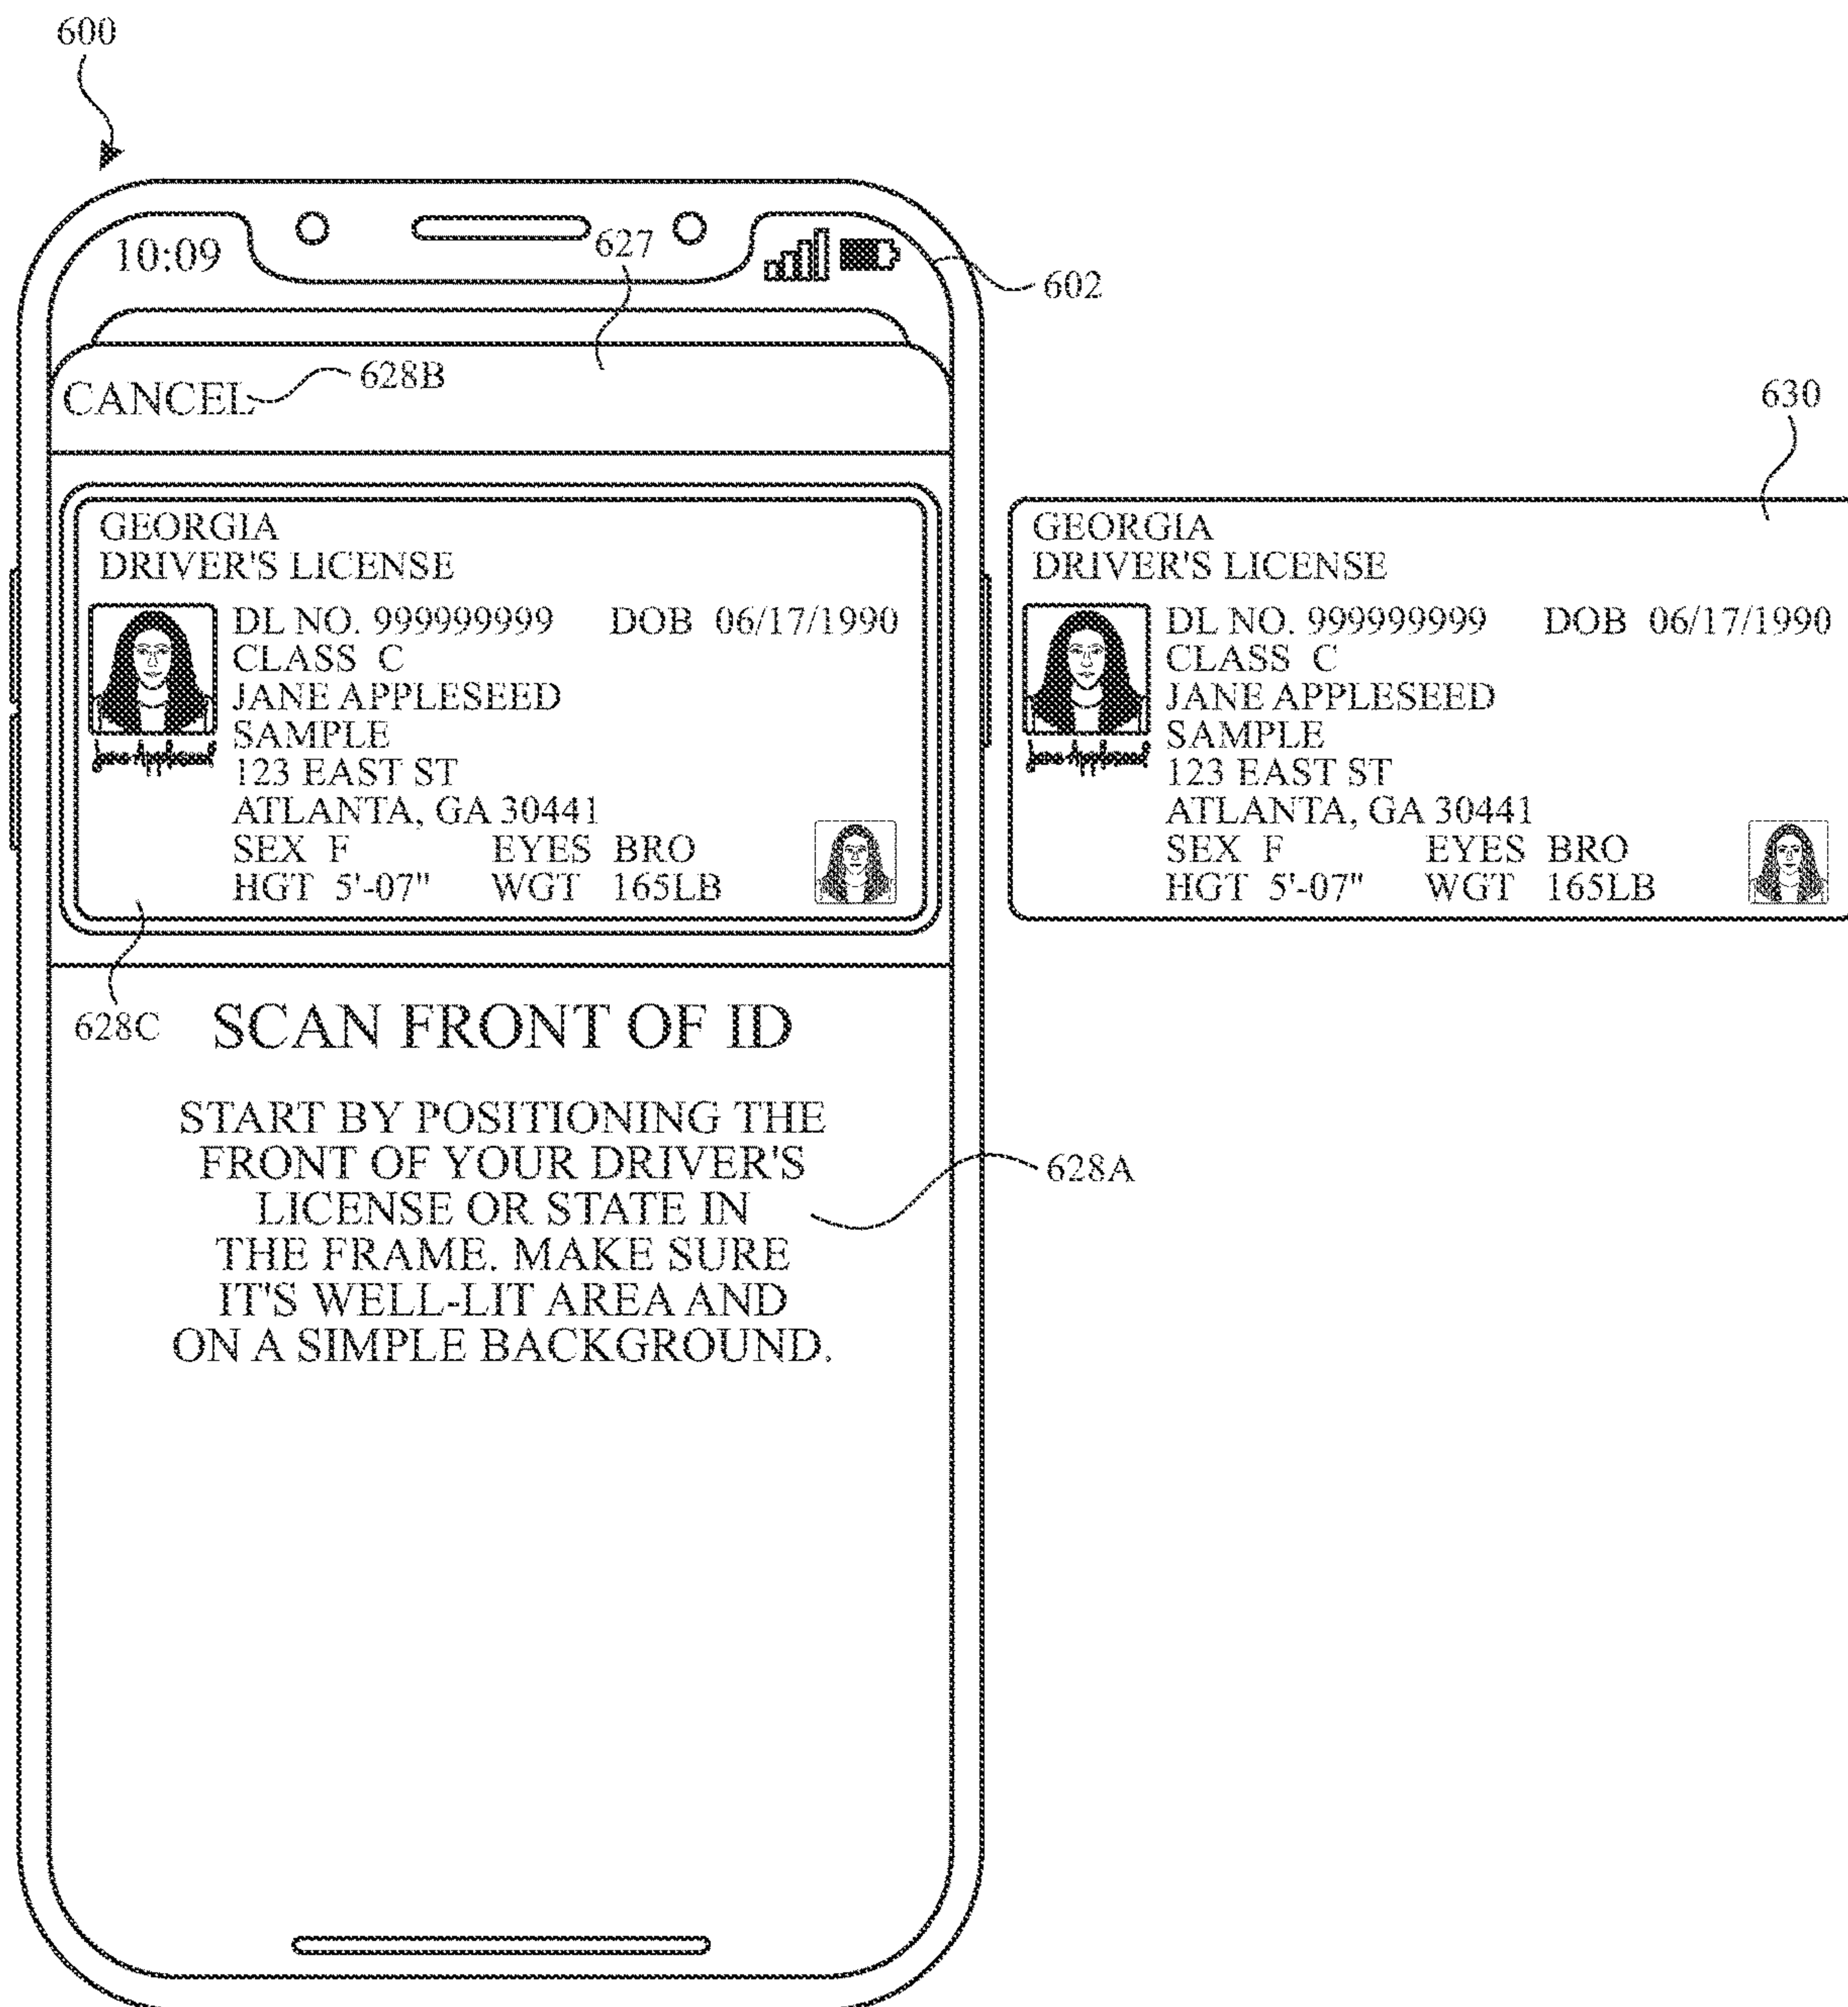 600
10:09
627
602
CANCEL
628B
630
GEORGIA
DRIVER'S LICENSE
DL NO. 999999999 DOB 06/17/1990
CLASS C
JANE APPLESEED
SAMPLE
123 EAST ST
ATLANTA, GA 30441
SEX F EYES BRO
HGT 5'-07" WGT 165LB
GEORGIA
DRIVER'S LICENSE
DL NO. 999999999 DOB 06/17/1990
CLASS C
JANE APPLESEED
SAMPLE
123 EAST ST
ATLANTA, GA 30441
SEX F EYES BRO
HGT 5'-07" WGT 165LB
628C
SCAN FRONT OF ID
START BY POSITIONING THE
FRONT OF YOUR DRIVER'S
LICENSE OR STATE IN
THE FRAME. MAKE SURE
IT'S WELL-LIT AREA AND
ON A SIMPLE BACKGROUND.
628A